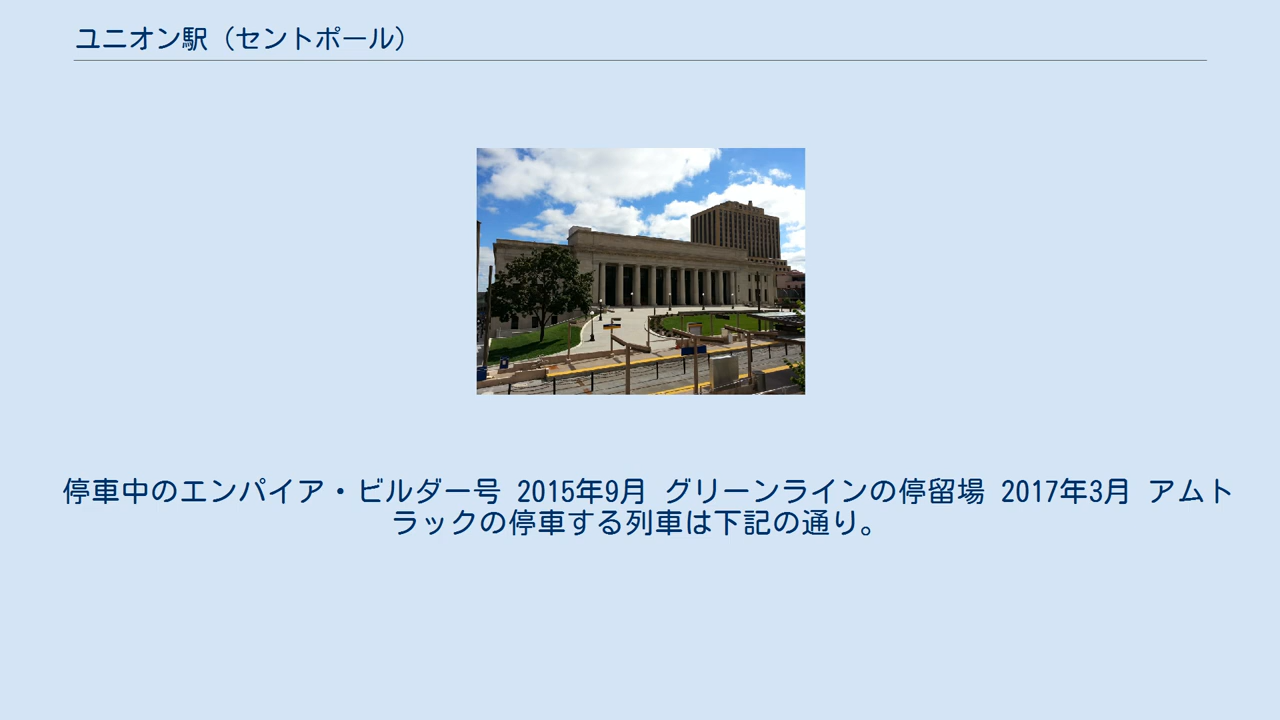 ユニオン駅（セントポール）
停車中のエンパイア・ビルダー号 2015年9月 グリーンラインの停留場 2017年3月 アムト
ラックの停車する列車は下記の通り。